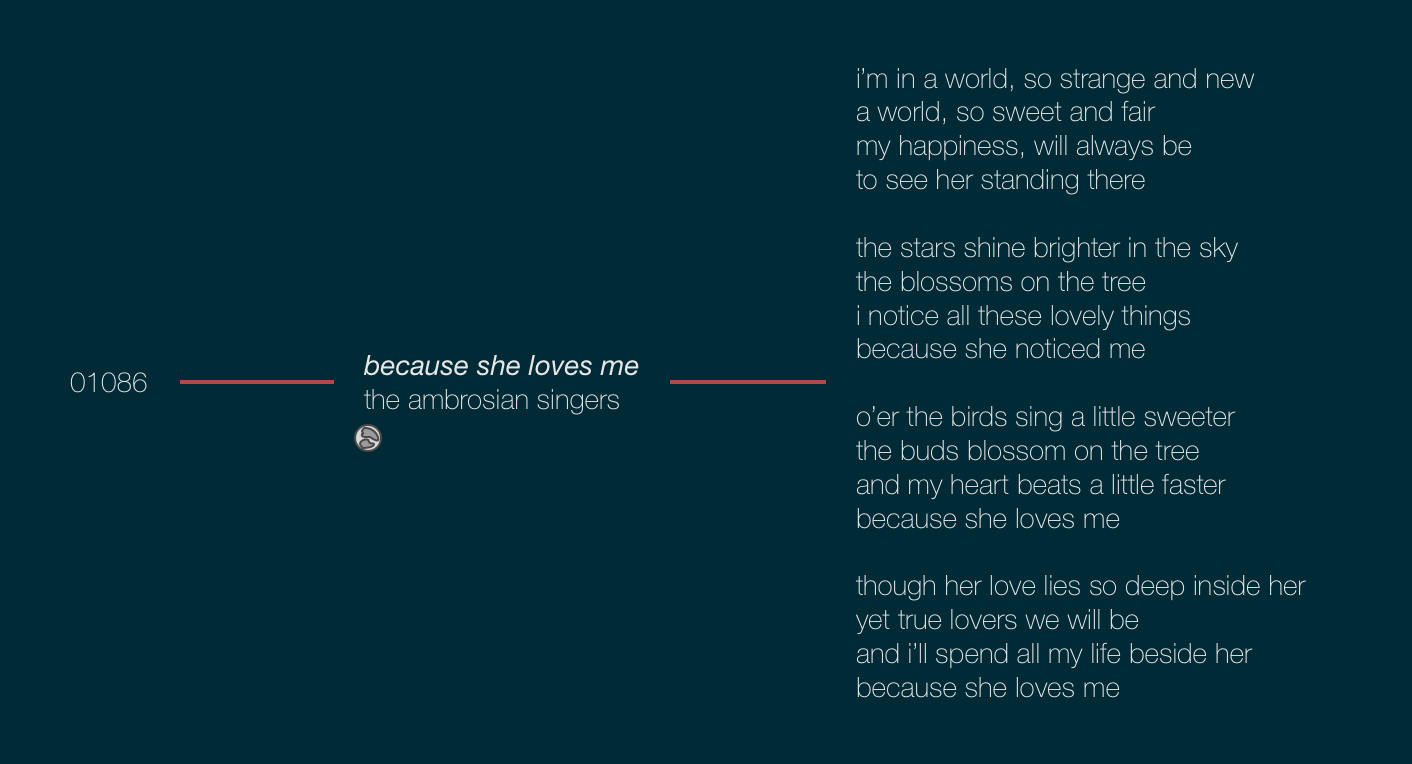 01086
because she loves me
the ambrosian singers
i’m in a world, so strange and new
a world, so sweet and fair
my happiness, will always be
to see her standing there
the stars shine brighter in the sky
the blossoms on the tree
i notice all these lovely things
because she noticed me
o’er the birds sing a little sweeter
the buds blossom on the tree
and my heart beats a little faster
because she loves me
though her love lies so deep inside her
yet true lovers we will be
and i’ll spend all my life beside her
because she loves me